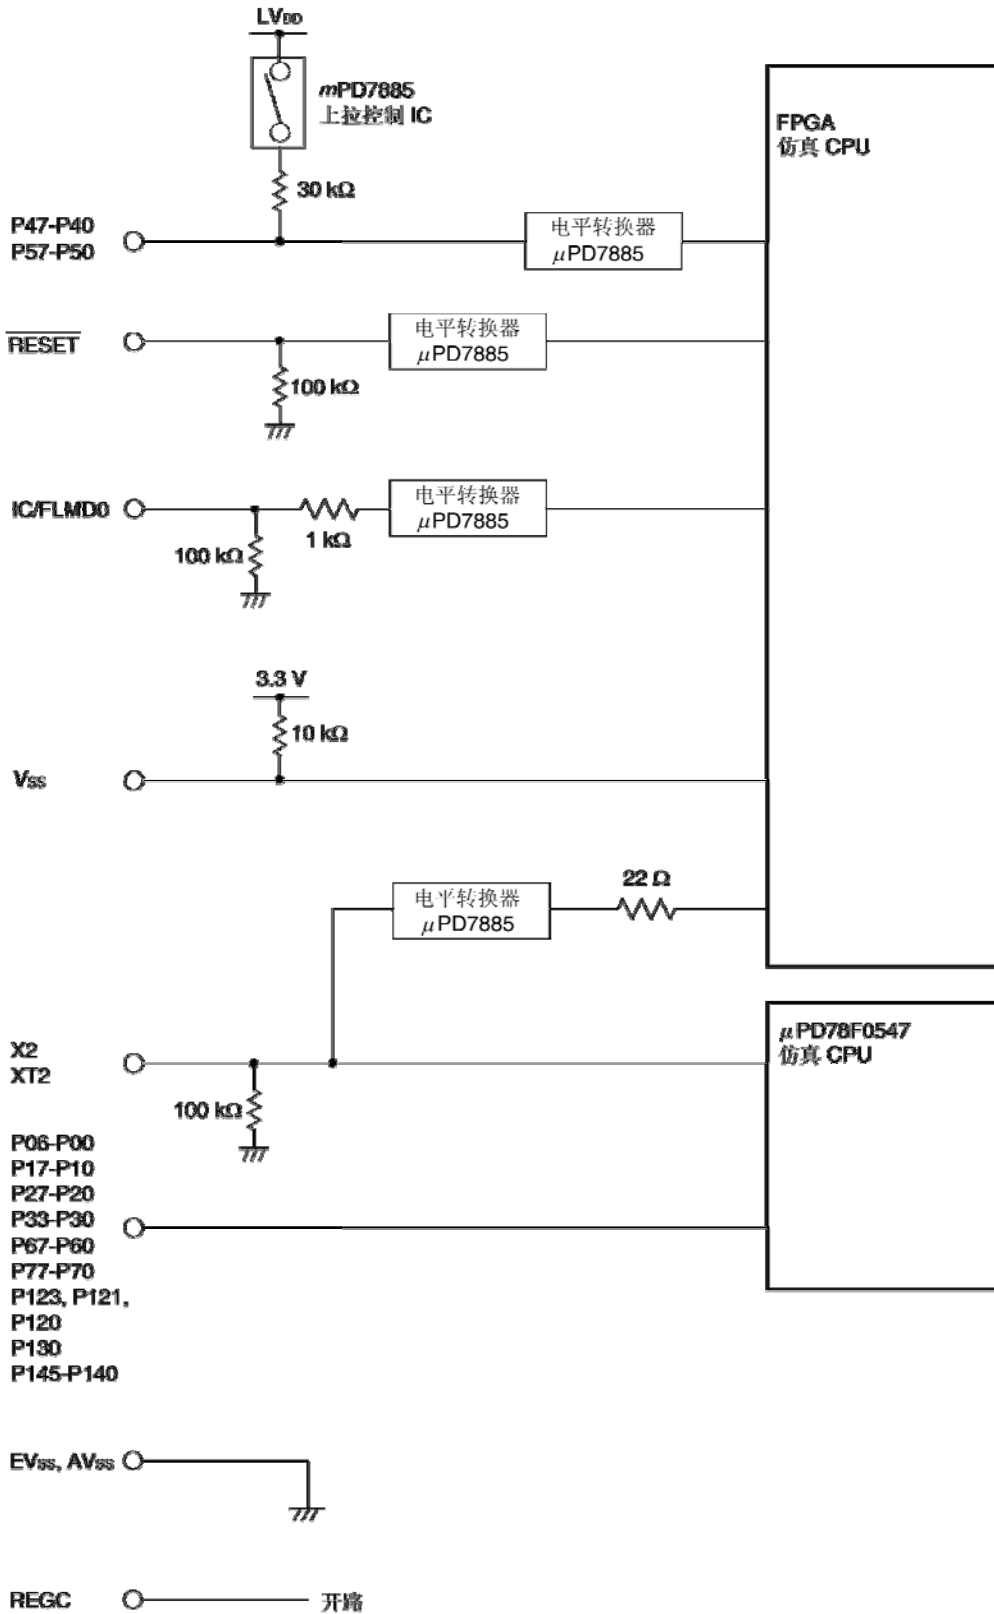 LVDD
mPD7885
上拉控制 IC
30 kΩ
FPGA
仿真 CPU
P47-P40
P57-P50
电平转换器
μPD7885
RESET
电平转换器
μPD7885
100 kΩ
IC/FLMD0
电平转换器
μPD7885
1 kΩ
100 kΩ
3.3 V
10 kΩ
VSS
22 Ω
电平转换器
μPD7885
μPD78F0547
仿真 CPU
X2
XT2
100 kΩ
P06-P00
P17-P10
P27-P20
P33-P30
P67-P60
P77-P70
P123, P121,
P120
P130
P145-P140
EVSS, AVSS
REGC
开路